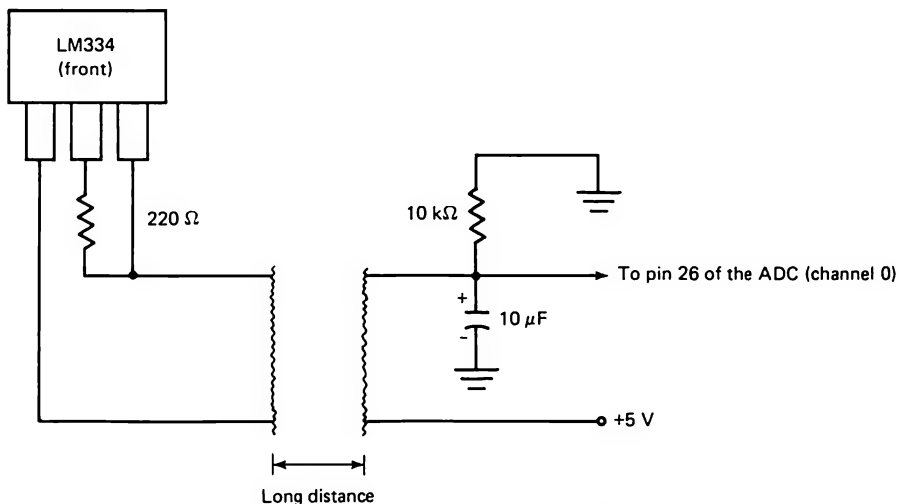 LM334
(front)
220 Ω
10 kΩ
To pin 26 of the ADC (channel 0)
+
10 μF
-
+5 V
Long distance